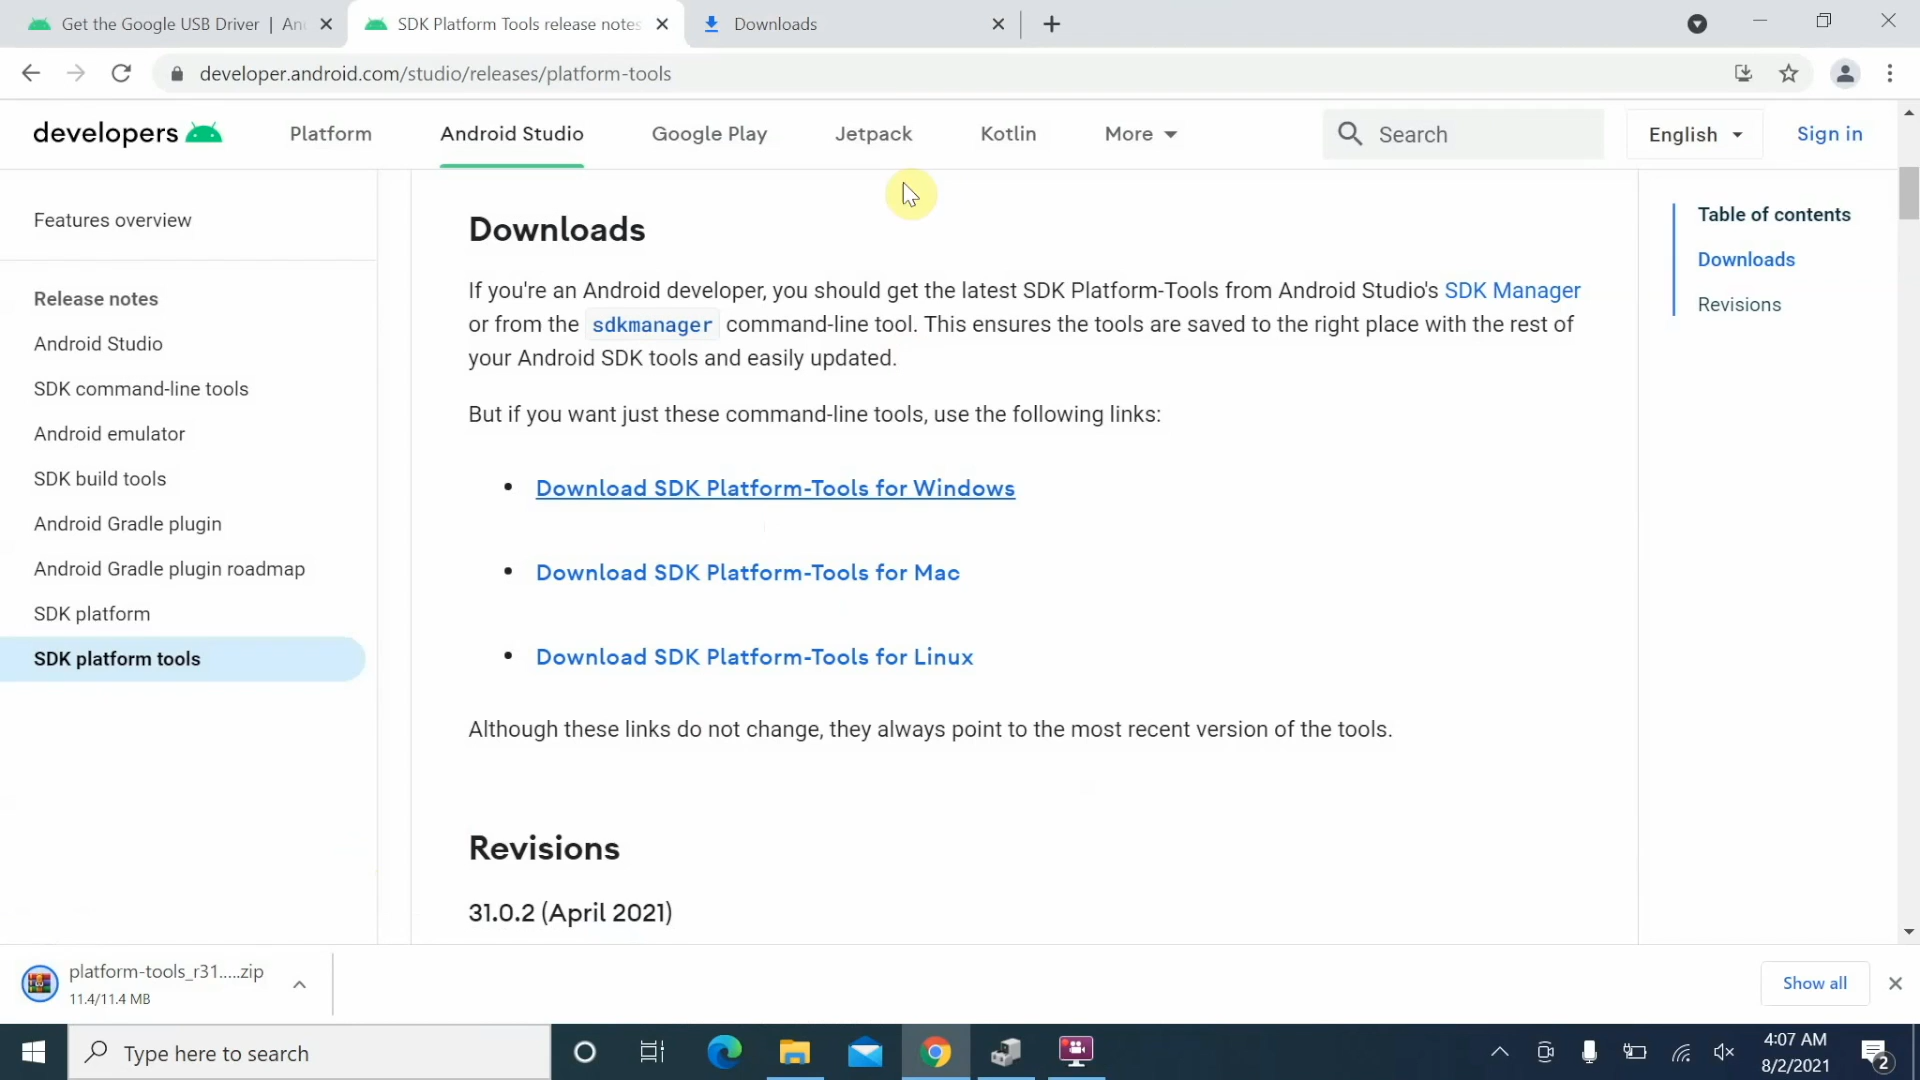 Get the Google USB Driver | An
SDK Platform Tools release notes
Downloads
developer.android.com/studio/releases/platform-tools
developers
Platform
Android Studio
Google Play
Jetpack
Kotlin
More
Search
English
Sign in
Features overview
Release notes
Android Studio
SDK command-line tools
Android emulator
SDK build tools
Android Gradle plugin
Android Gradle plugin roadmap
SDK platform
SDK platform tools
Downloads
If you're an Android developer, you should get the latest SDK Platform-Tools from Android Studio's SDK Manager
or from the sdkmanager command-line tool. This ensures the tools are saved to the right place with the rest of
your Android SDK tools and easily updated.
But if you want just these command-line tools, use the following links:
• Download SDK Platform-Tools for Windows
• Download SDK Platform-Tools for Mac
• Download SDK Platform-Tools for Linux
Although these links do not change, they always point to the most recent version of the tools.
Revisions
31.0.2 (April 2021)
Table of contents
Downloads
Revisions
platform-tools_r31.....zip
11.4/11.4 MB
Show all
Type here to search
4:07 AM
8/2/2021
2